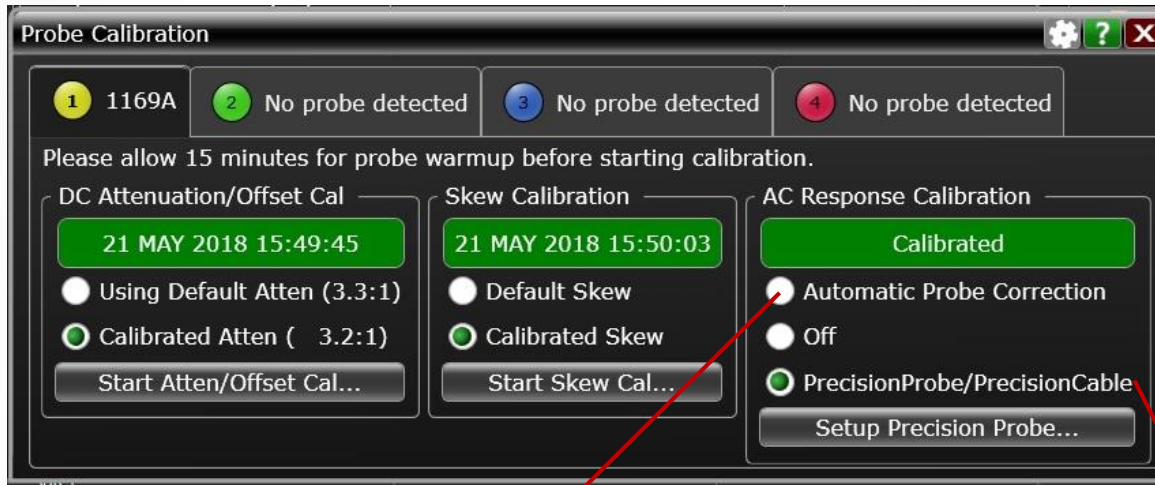 Probe Calibration
?
X
1 1169A
2 No probe detected
3 No probe detected
4 No probe detected
Please allow 15 minutes for probe warmup before starting calibration.
DC Attenuation/Offset Cal
21 MAY 2018 15:49:45
Using Default Atten (3.3:1)
Calibrated Atten ( 3.2:1)
Start Atten/Offset Cal...
Skew Calibration
21 MAY 2018 15:50:03
Default Skew
Calibrated Skew
Start Skew Cal...
AC Response Calibration
Calibrated
Automatic Probe Correction
Off
PrecisionProbe/PrecisionCable
Setup Precision Probe...